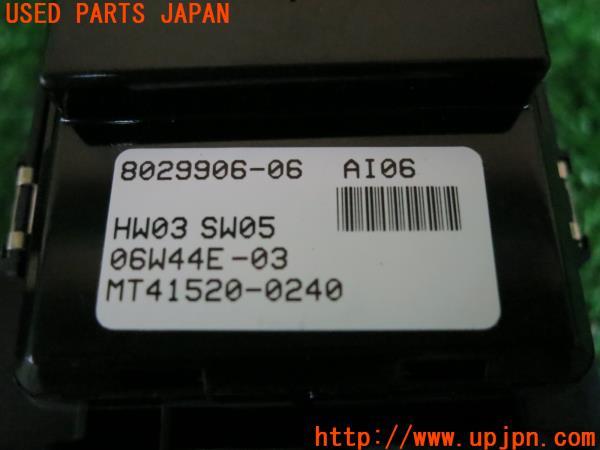 USED PARTS JAPAN
8029906-06 AI06
HW03 SW05
06W44E-03
MT41520-0240
http://www.upjpn.com/